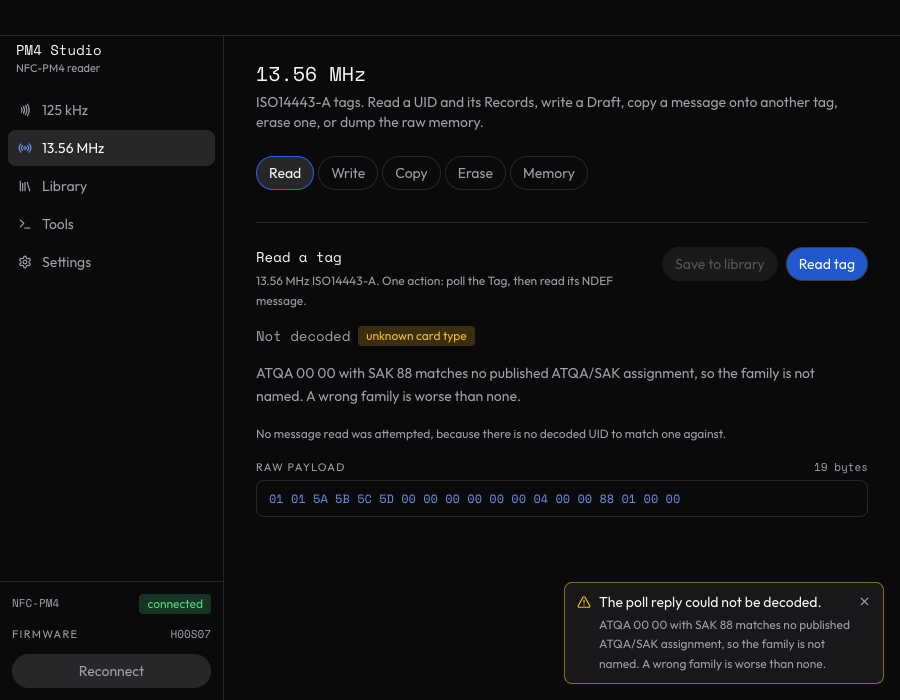 PM4 Studio
NFC-PM4 reader
125 kHz
13.56 MHz
Library
Tools
Settings
NFC-PM4 connected
FIRMWARE H00S07
Reconnect
13.56 MHz
ISO14443-A tags. Read a UID and its Records, write a Draft, copy a message onto another tag,
erase one, or dump the raw memory.
Read Write Copy Erase Memory
Read a tag
13.56 MHz ISO14443-A. One action: poll the Tag, then read its NDEF
message.
Save to library Read tag
Not decoded unknown card type
ATQA 00 00 with SAK 88 matches no published ATQA/SAK assignment, so the family is not
named. A wrong family is worse than none.
No message read was attempted, because there is no decoded UID to match one against.
RAW PAYLOAD 19 bytes
01 01 5A 5B 5C 5D 00 00 00 00 00 00 04 00 00 88 01 00 00
The poll reply could not be decoded.
ATQA 00 00 with SAK 88 matches no published
ATQA/SAK assignment, so the family is not
named. A wrong family is worse than none.